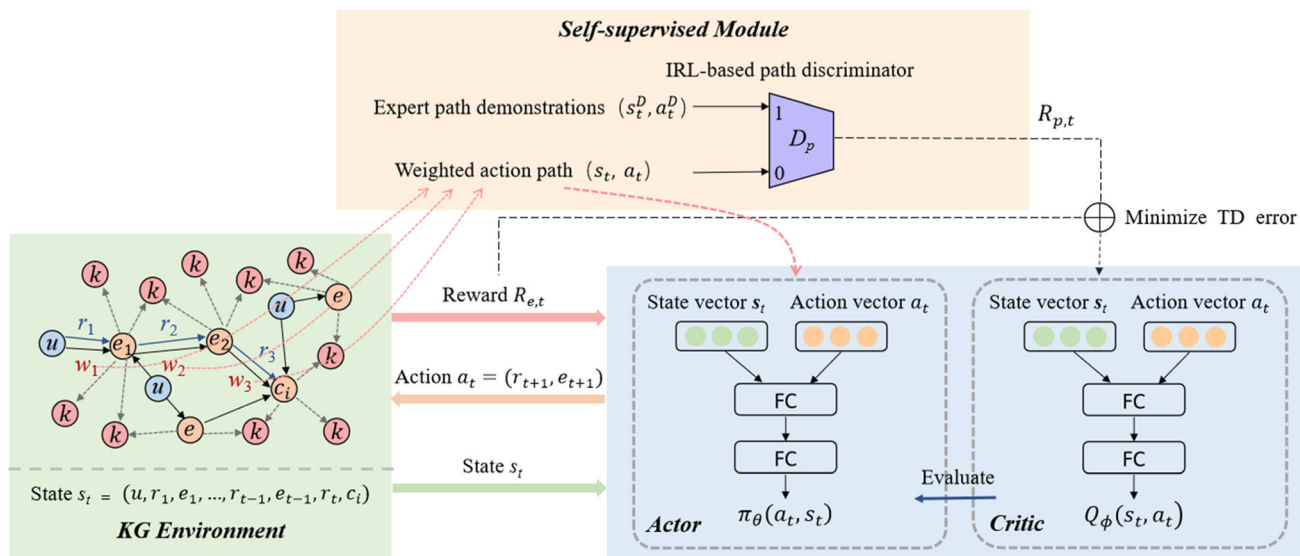 Self-supervised Module
IRL-based path discriminator
Expert path demonstrations (s_t^D, a_t^D)
1
D_p
R_{p,t}
Weighted action path (s_t, a_t)
0
Minimize TD error
k
k
k
k
k
k
u
e
u
r_1
r_2
e_1
e_2
r_3
k
w_1
w_2
w_3
u
c_i
k
k
e
k
k
State s_t = (u, r_1, e_1, ..., r_{t-1}, e_{t-1}, r_t, c_i)
KG Environment
Reward R_{e,t}
Action a_t = (r_{t+1}, e_{t+1})
State s_t
State vector s_t Action vector a_t
FC
FC
π_θ(a_t, s_t)
Actor
Evaluate
State vector s_t Action vector a_t
FC
FC
Q_ϕ(s_t, a_t)
Critic